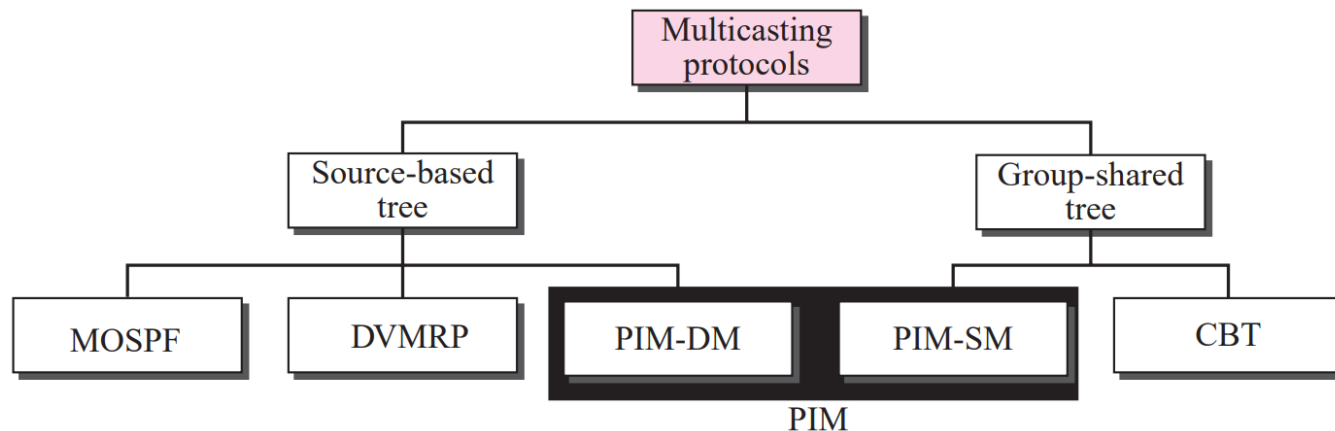 Multicasting
protocols
Source-based
tree
Group-shared
tree
MOSPF
DVMRP
PIM-DM
PIM-SM
CBT
PIM